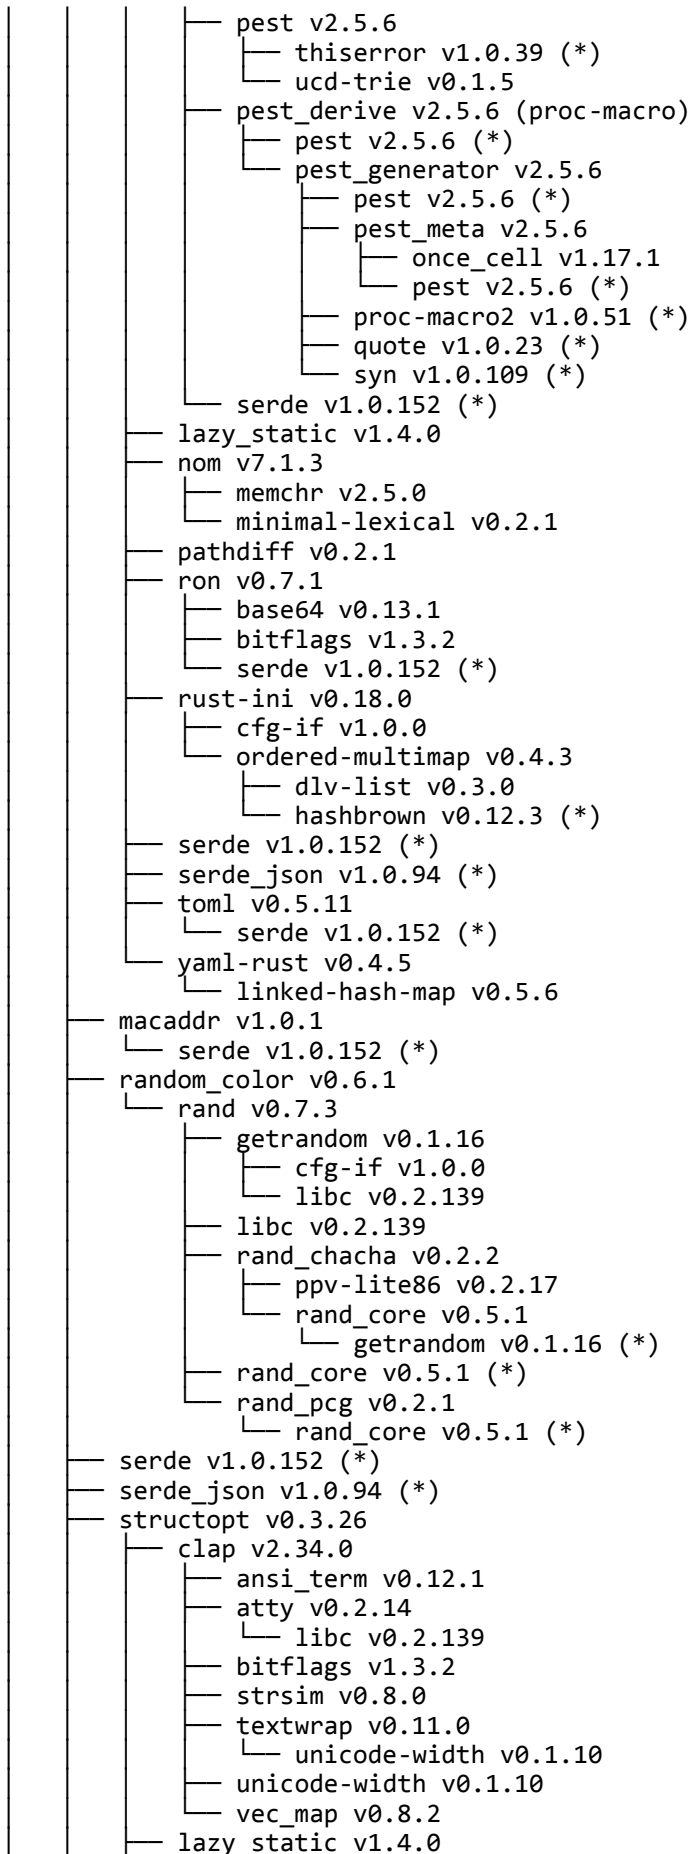 │   │   │   ├── pest v2.5.6
│   │   │   │   ├── thiserror v1.0.39 (*)
│   │   │   │   └── ucd-trie v0.1.5
│   │   │   ├── pest_derive v2.5.6 (proc-macro)
│   │   │   │   ├── pest v2.5.6 (*)
│   │   │   │   └── pest_generator v2.5.6
│   │   │   │       ├── pest v2.5.6 (*)
│   │   │   │       ├── pest_meta v2.5.6
│   │   │   │       │   ├── once_cell v1.17.1
│   │   │   │       │   └── pest v2.5.6 (*)
│   │   │   │       ├── proc-macro2 v1.0.51 (*)
│   │   │   │       ├── quote v1.0.23 (*)
│   │   │   │       └── syn v1.0.109 (*)
│   │   │   └── serde v1.0.152 (*)
│   │   ├── lazy_static v1.4.0
│   │   ├── nom v7.1.3
│   │   │   ├── memchr v2.5.0
│   │   │   └── minimal-lexical v0.2.1
│   │   ├── pathdiff v0.2.1
│   │   ├── ron v0.7.1
│   │   │   ├── base64 v0.13.1
│   │   │   ├── bitflags v1.3.2
│   │   │   └── serde v1.0.152 (*)
│   │   ├── rust-ini v0.18.0
│   │   │   ├── cfg-if v1.0.0
│   │   │   └── ordered-multimap v0.4.3
│   │   │       ├── dlv-list v0.3.0
│   │   │       └── hashbrown v0.12.3 (*)
│   │   ├── serde v1.0.152 (*)
│   │   ├── serde_json v1.0.94 (*)
│   │   ├── toml v0.5.11
│   │   │   └── serde v1.0.152 (*)
│   │   └── yaml-rust v0.4.5
│   │       └── linked-hash-map v0.5.6
│   ├── macaddr v1.0.1
│   │   └── serde v1.0.152 (*)
│   ├── random_color v0.6.1
│   │   └── rand v0.7.3
│   │       ├── getrandom v0.1.16
│   │       │   ├── cfg-if v1.0.0
│   │       │   └── libc v0.2.139
│   │       ├── libc v0.2.139
│   │       ├── rand_chacha v0.2.2
│   │       │   ├── ppv-lite86 v0.2.17
│   │       │   └── rand_core v0.5.1
│   │       │       └── getrandom v0.1.16 (*)
│   │       ├── rand_core v0.5.1 (*)
│   │       └── rand_pcg v0.2.1
│   │           └── rand_core v0.5.1 (*)
│   ├── serde v1.0.152 (*)
│   ├── serde_json v1.0.94 (*)
│   ├── structopt v0.3.26
│   │   ├── clap v2.34.0
│   │   │   ├── ansi_term v0.12.1
│   │   │   ├── atty v0.2.14
│   │   │   │   └── libc v0.2.139
│   │   │   ├── bitflags v1.3.2
│   │   │   ├── strsim v0.8.0
│   │   │   ├── textwrap v0.11.0
│   │   │   │   └── unicode-width v0.1.10
│   │   │   ├── unicode-width v0.1.10
│   │   │   └── vec_map v0.8.2
│   │   ├── lazy_static v1.4.0